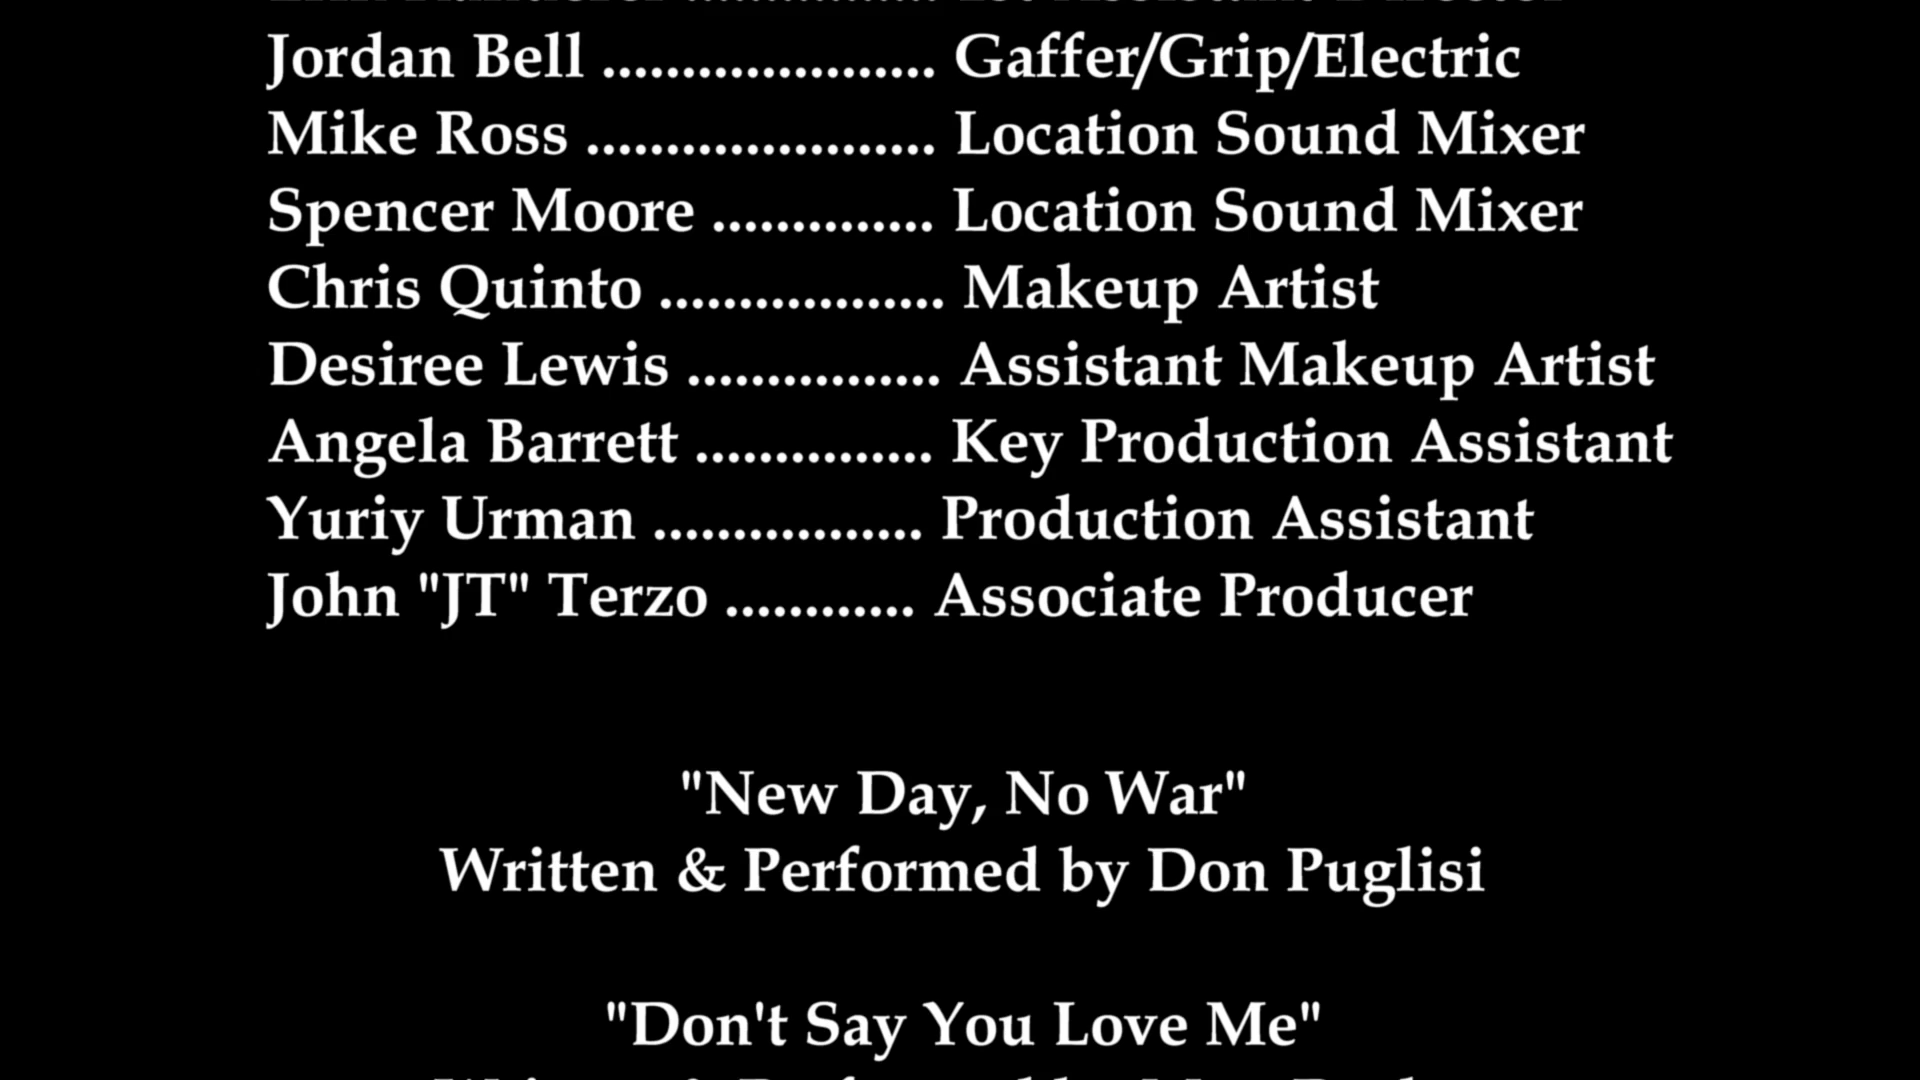 Jordan Bell ..................... Gaffer/Grip/Electric
Mike Ross ...................... Location Sound Mixer
Spencer Moore .............. Location Sound Mixer
Chris Quinto .................. Makeup Artist
Desiree Lewis ................ Assistant Makeup Artist
Angela Barrett ............... Key Production Assistant
Yuriy Urman ................. Production Assistant
John "JT" Terzo ............ Associate Producer
"New Day, No War"
Written & Performed by Don Puglisi
"Don't Say You Love Me"